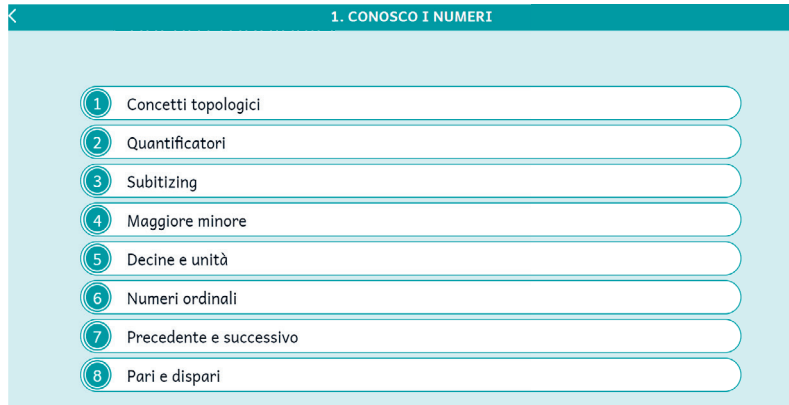 1. CONOSCO I NUMERI
1 Concetti topologici
2 Quantificatori
3 Subitizing
4 Maggiore minore
5 Decine e unità
6 Numeri ordinali
7 Precedente e successivo
8 Pari e dispari